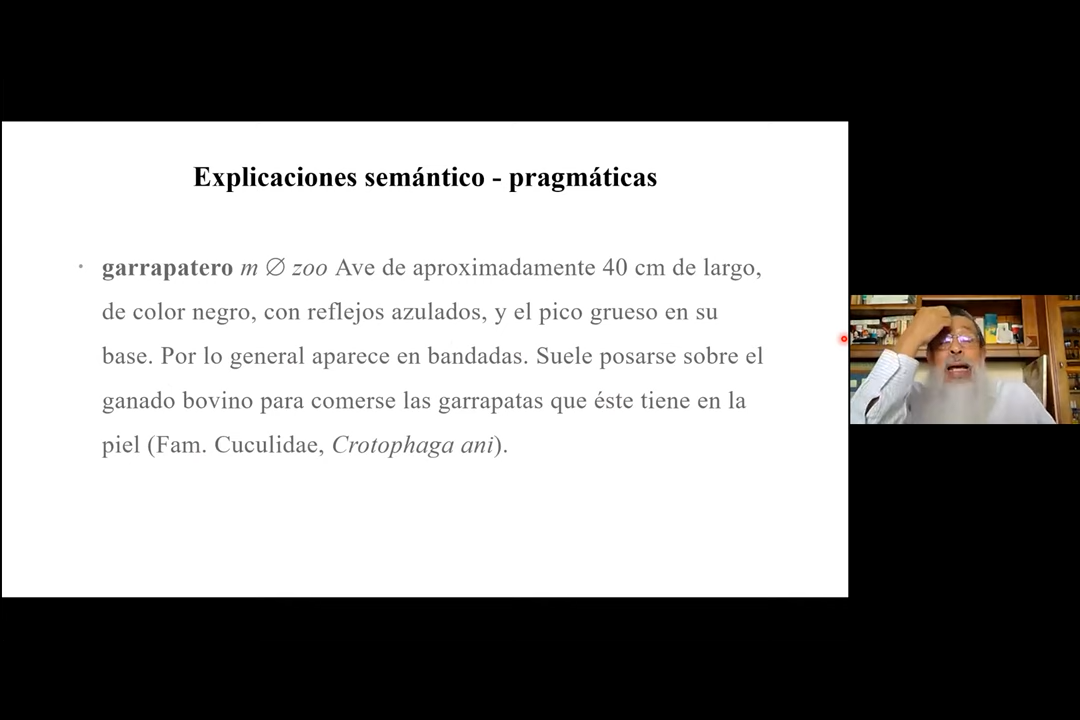 Explicaciones semántico - pragmáticas
• garrapatero m ∅ zoo Ave de aproximadamente 40 cm de largo,
de color negro, con reflejos azulados, y el pico grueso en su
base. Por lo general aparece en bandadas. Suele posarse sobre el
ganado bovino para comerse las garrapatas que éste tiene en la
piel (Fam. Cuculidae, Crotophaga ani).